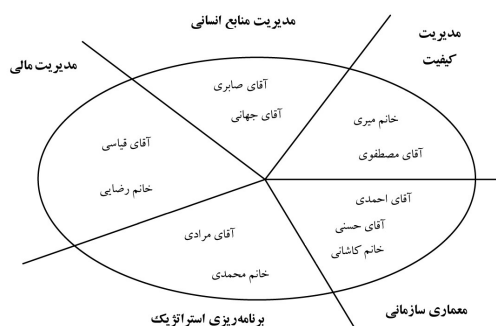 مدیریت منابع انسانی
مدیریت
کیفیت
مدیریت مالی
آقای صابری
آقای جهانی
خانم میری
آقای مصطفوی
آقای قیاسی
خانم رضایی
آقای احمدی
آقای حسنی
خانم کاشانی
آقای مرادی
خانم محمدی
معماری سازمانی
برنامه‌ریزی استراتژیک